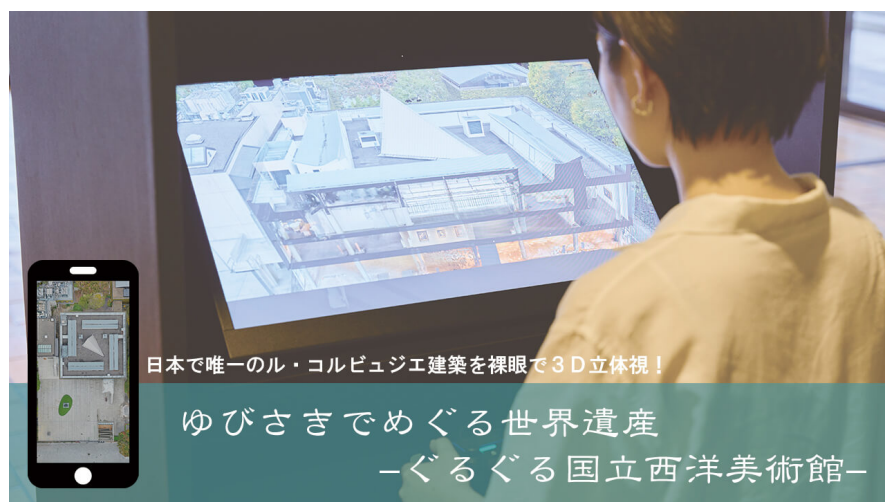 日本で唯一のル・コルビュジエ建築を裸眼で３Ｄ立体視！
ゆびさきでめぐる世界遺産
−ぐるぐる国立西洋美術館−